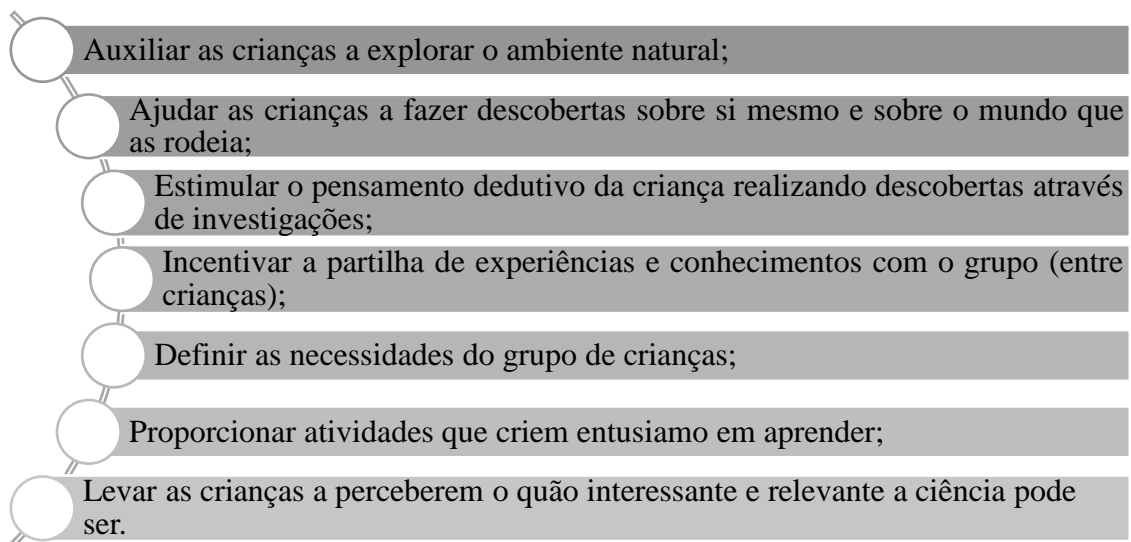 Auxiliar as crianças a explorar o ambiente natural;
Ajudar as crianças a fazer descobertas sobre si mesmo e sobre o mundo que
as rodeia;
Estimular o pensamento dedutivo da criança realizando descobertas através
de investigações;
Incentivar a partilha de experiências e conhecimentos com o grupo (entre
crianças);
Definir as necessidades do grupo de crianças;
Proporcionar atividades que criem entusiamo em aprender;
Levar as crianças a perceberem o quão interessante e relevante a ciência pode
ser.